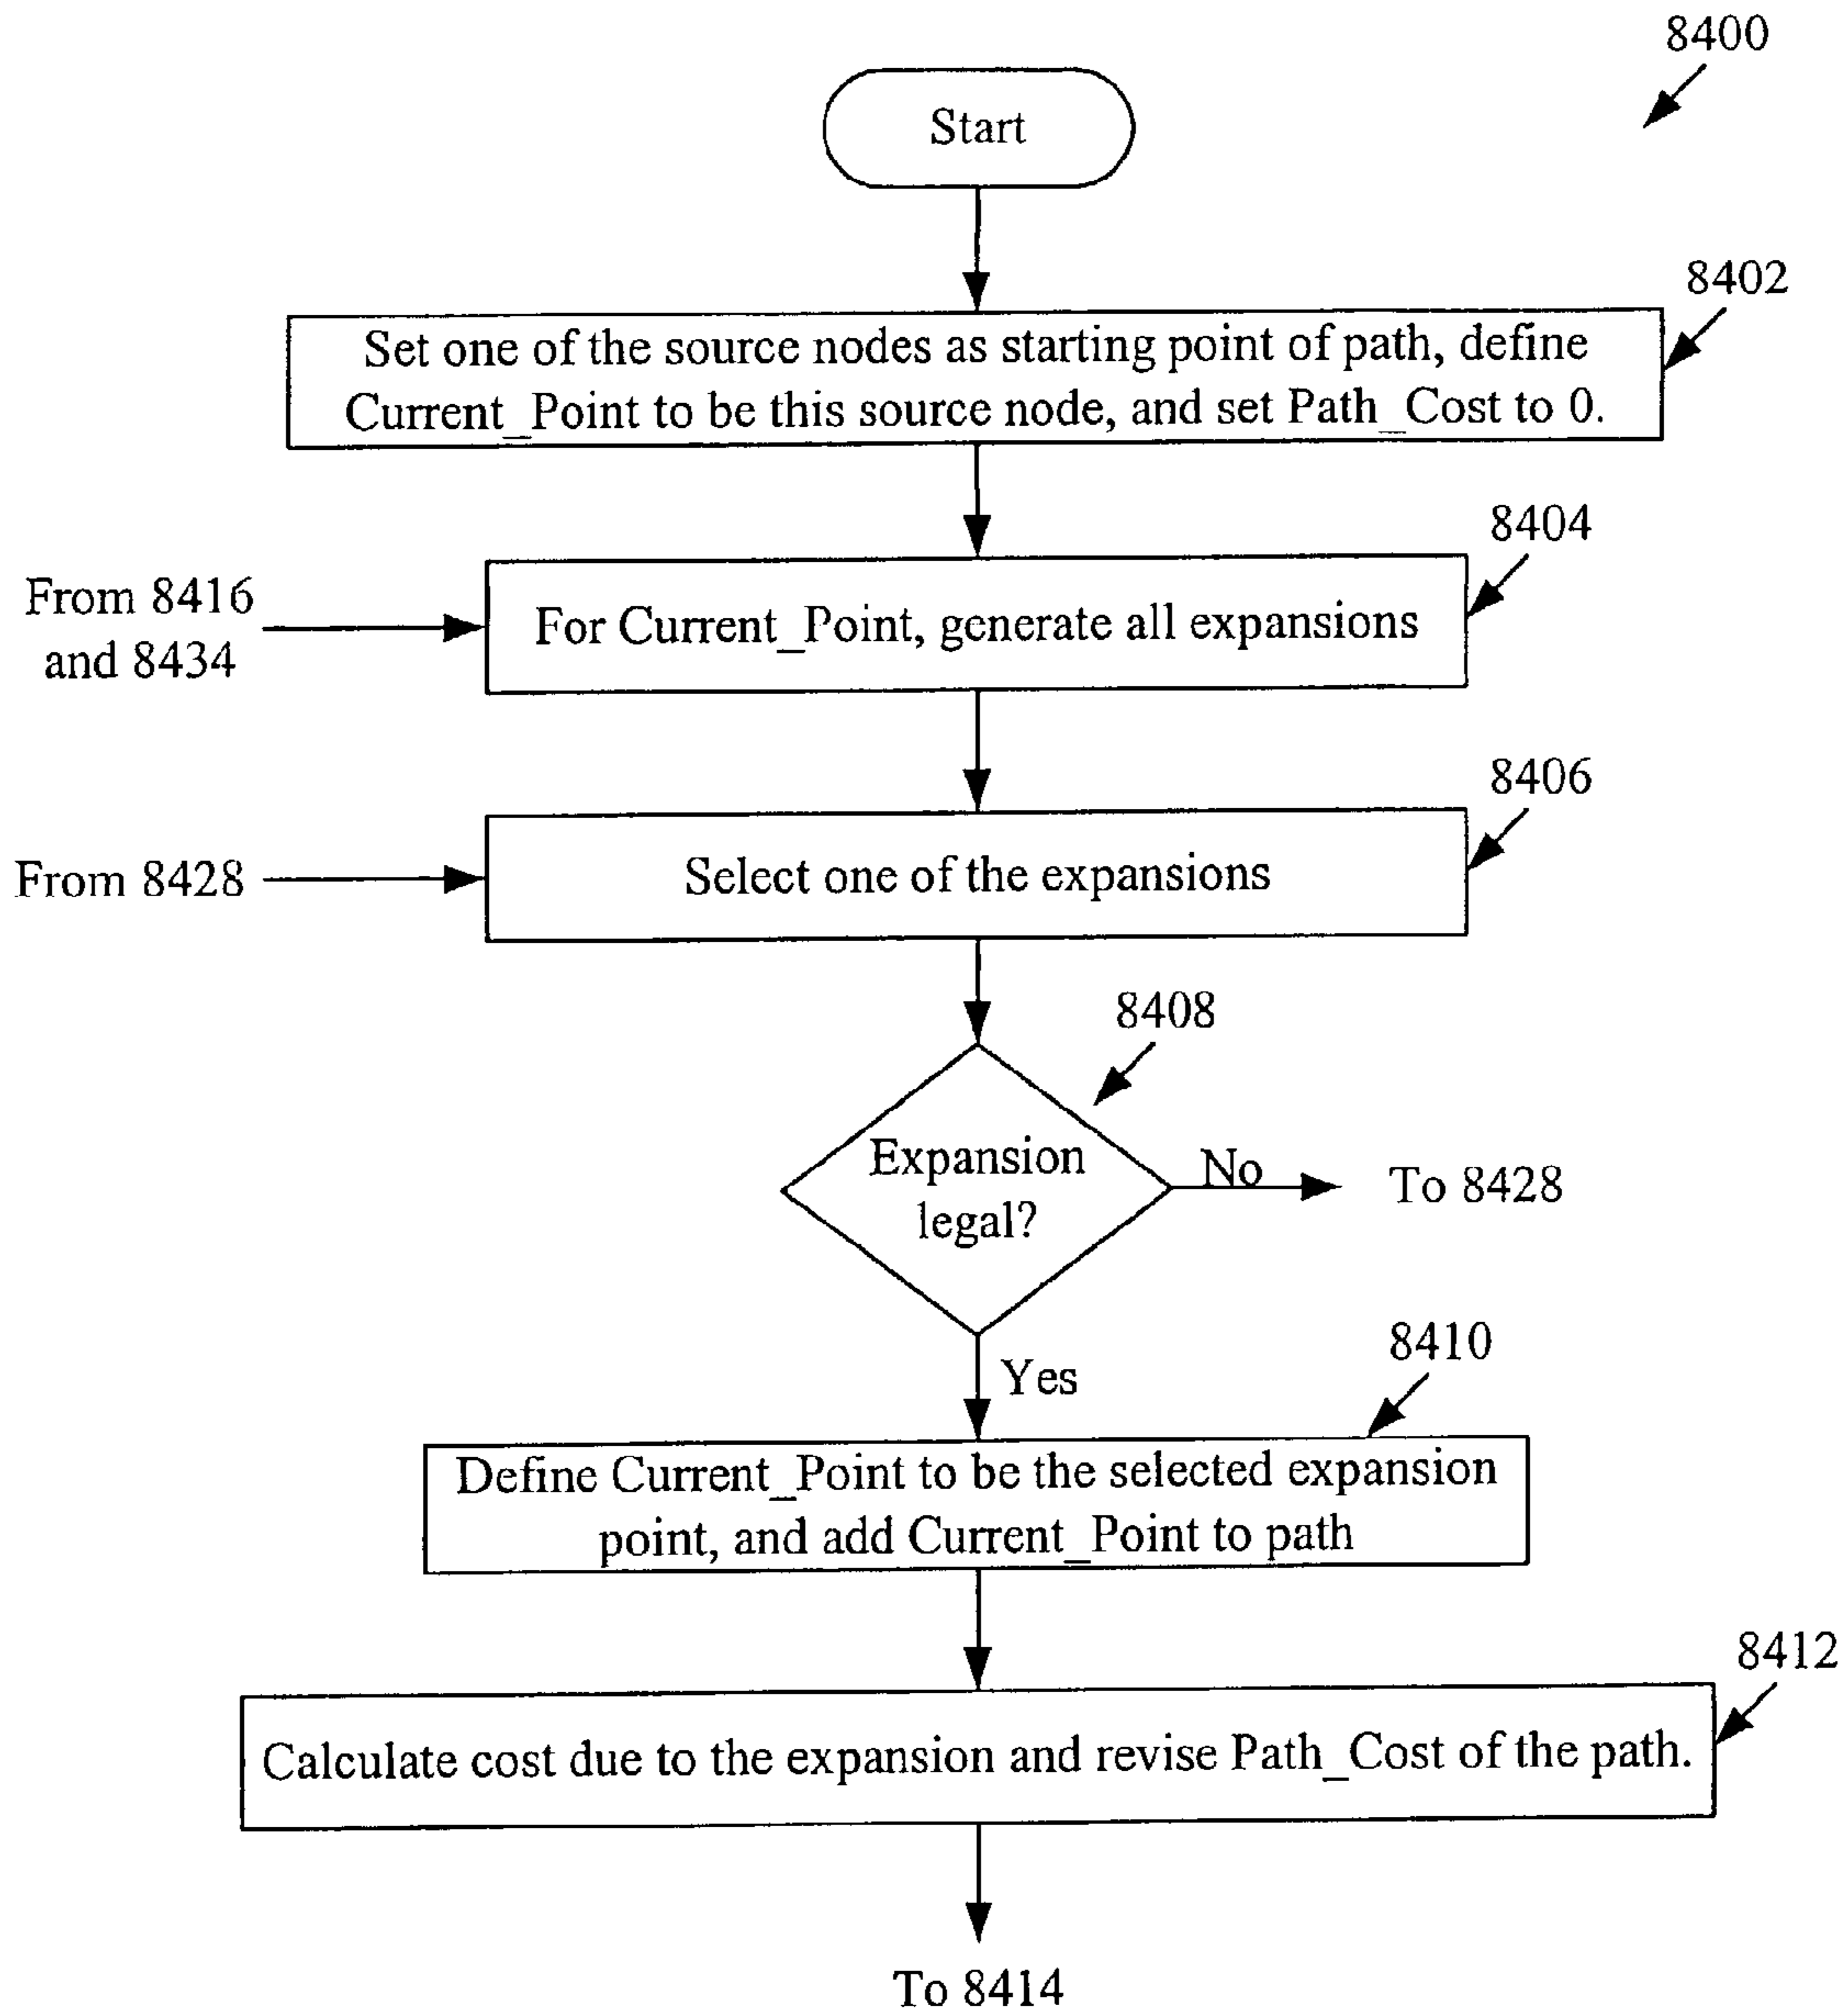 8400
Start
8402
Set one of the source nodes as starting point of path, define
Current_Point to be this source node, and set Path_Cost to 0.
8404
From 8416
and 8434
For Current_Point, generate all expansions
8406
From 8428
Select one of the expansions
8408
Expansion
legal?
No
To 8428
Yes
8410
Define Current_Point to be the selected expansion
point, and add Current_Point to path
8412
Calculate cost due to the expansion and revise Path_Cost of the path.
To 8414